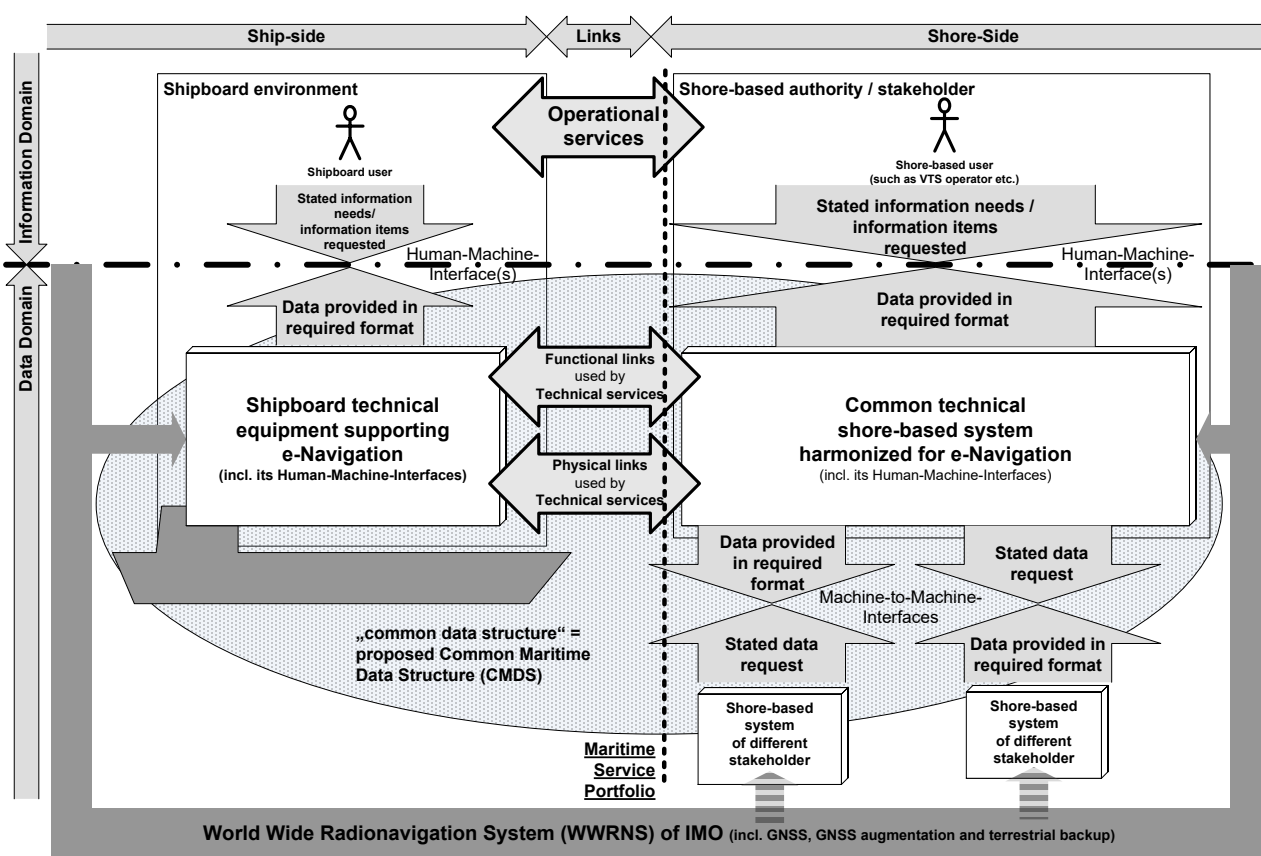 Ship-side
Links
Shore-Side
Information Domain
Data Domain
Shipboard environment
Shipboard user
Operational
services
Shore-based authority / stakeholder
Shore-based user
(such as VTS operator etc.)
Stated information
needs/
information items
requested
Human-Machine-
Interface(s)
Data provided in
required format
Stated information needs /
information items
requested
Human-Machine-
Interface(s)
Data provided in
required format
Shipboard technical
equipment supporting
e-Navigation
(incl. its Human-Machine-Interfaces)
Functional links
used by
Technical services
Physical links
used by
Technical services
Common technical
shore-based system
harmonized for e-Navigation
(incl. its Human-Machine-Interfaces)
Data provided
in required
format
Stated data
request
Machine-to-Machine-
Interfaces
Stated data
request
Data provided in
required format
„common data structure“ =
proposed Common Maritime
Data Structure (CMDS)
Shore-based
system
of different
stakeholder
Shore-based
system
of different
stakeholder
Maritime
Service
Portfolio
World Wide Radionavigation System (WWRNS) of IMO (incl. GNSS, GNSS augmentation and terrestrial backup)